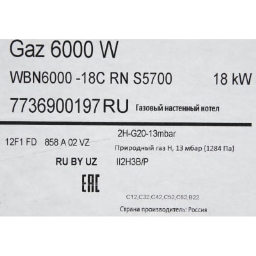 Gaz 6000 W
WBN6000 -18C RN S5700 18 kW
7736900197 RU Газовый настенный котел
12F1 FD 858 A 02 VZ 2H-G20-13mbar
Природный газ H, 13 мбар (1284 Па)
RU BY UZ II2H3B/P
EAC
C12,C32,C42,C52,C82,B22
Страна производитель: Россия